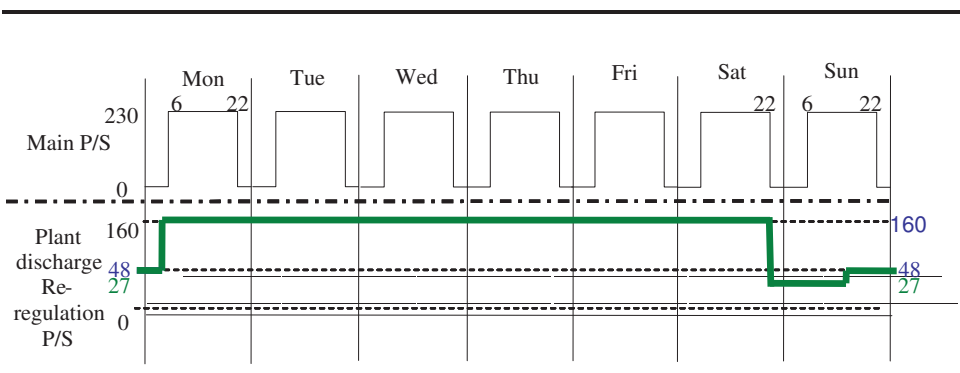 Mon Tue Wed Thu Fri Sat Sun
6 22 22 6 22
230
Main P/S
0
160 160
Plant
discharge
48 48
27 27
Re-
regulation
0
P/S